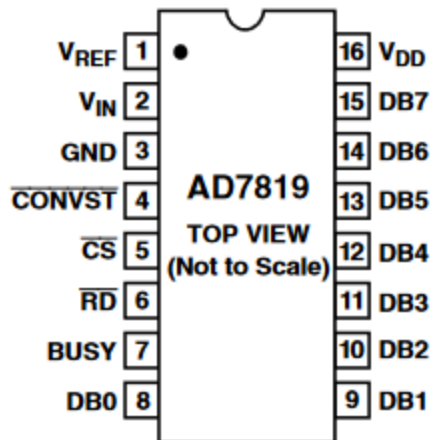 VREF 1 16 VDD
VIN 2 15 DB7
GND 3 14 DB6
CONVST 4 AD7819 13 DB5
CS 5 TOP VIEW 12 DB4
(Not to Scale)
RD 6 11 DB3
BUSY 7 10 DB2
DB0 8 9 DB1